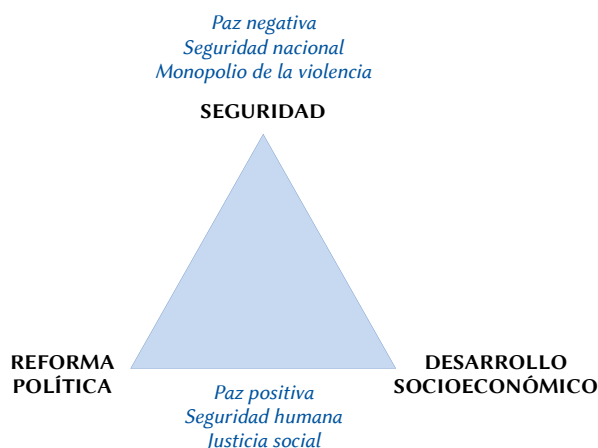 Paz negativa
Seguridad nacional
Monopolio de la violencia
SEGURIDAD
REFORMA
POLÍTICA
DESARROLLO
SOCIOECONÓMICO
Paz positiva
Seguridad humana
Justicia social